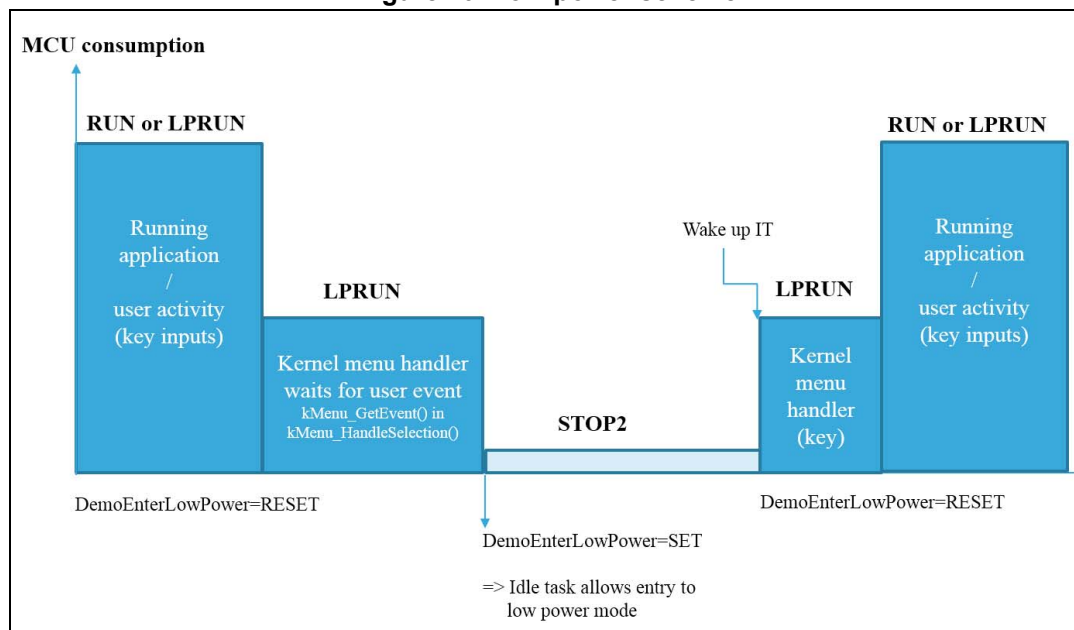 MCU consumption
RUN or LPRUN
Running
application
/
user activity
(key inputs)
LPRUN
Kernel menu handler
waits for user event
kMenu_GetEvent() in
kMenu_HandleSelection()
STOP2
Wake up IT
LPRUN
Kernel
menu
handler
(key)
RUN or LPRUN
Running
application
/
user activity
(key inputs)
DemoEnterLowPower=RESET
DemoEnterLowPower=SET
=> Idle task allows entry to
low power mode
DemoEnterLowPower=RESET